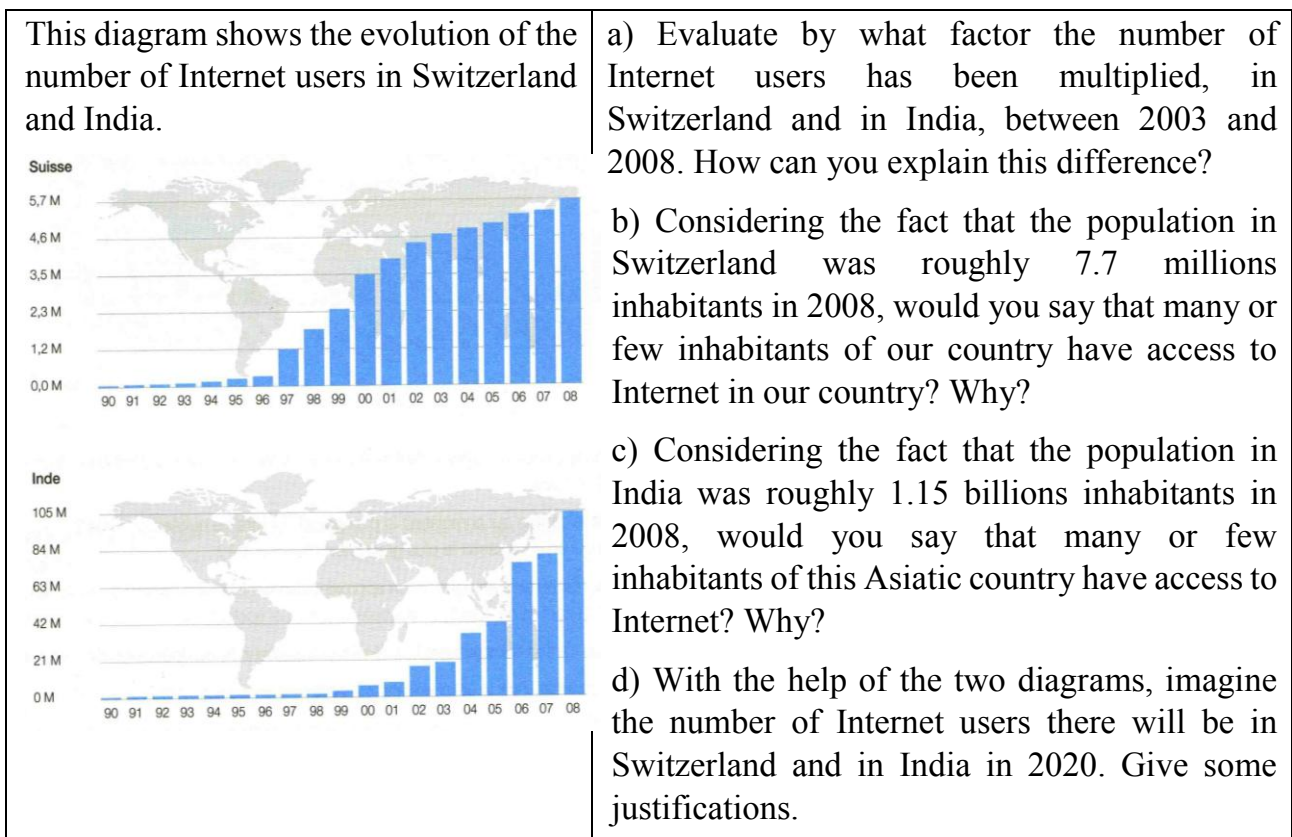 This diagram shows the evolution of the
number of Internet users in Switzerland
and India.
Suisse
5,7 M
4,6 M
3,5 M
2,3 M
1,2 M
0,0 M
90 91 92 93 94 95 96 97 98 99 00 01 02 03 04 05 06 07 08
Inde
105 M
84 M
63 M
42 M
21 M
0 M
90 91 92 93 94 95 96 97 98 99 00 01 02 03 04 05 06 07 08
a) Evaluate by what factor the number of
Internet users has been multiplied, in
Switzerland and in India, between 2003 and
2008. How can you explain this difference?
b) Considering the fact that the population in
Switzerland was roughly 7.7 millions
inhabitants in 2008, would you say that many or
few inhabitants of our country have access to
Internet in our country? Why?
c) Considering the fact that the population in
India was roughly 1.15 billions inhabitants in
2008, would you say that many or few
inhabitants of this Asiatic country have access to
Internet? Why?
d) With the help of the two diagrams, imagine
the number of Internet users there will be in
Switzerland and in India in 2020. Give some
justifications.